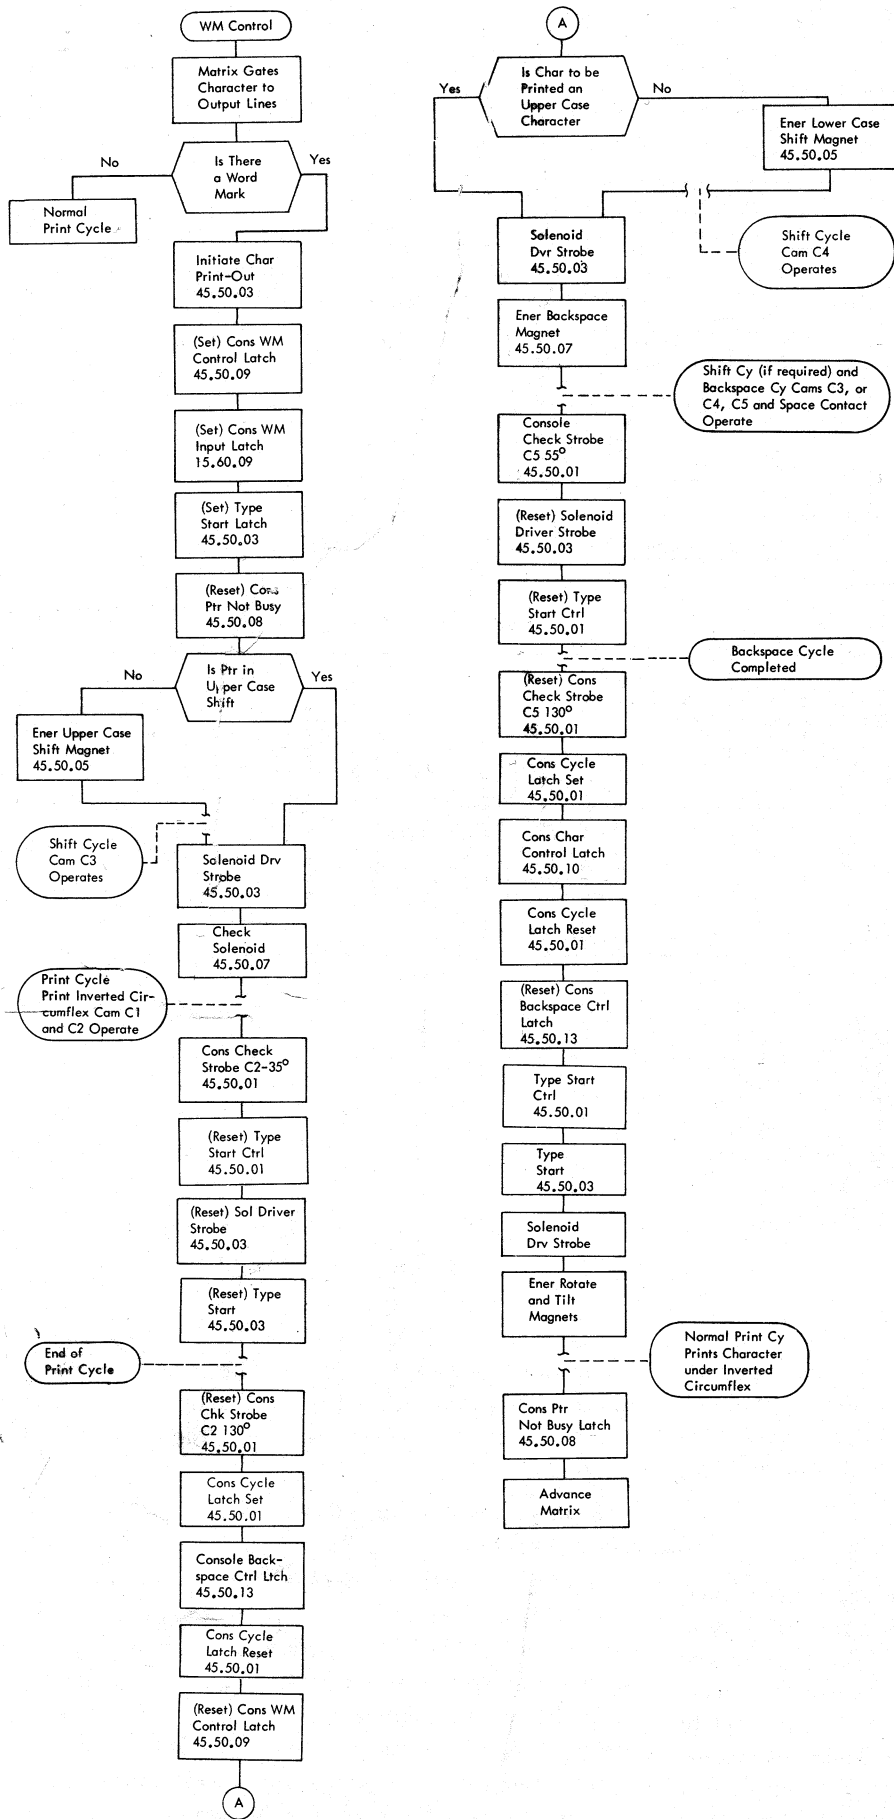 WM Control
Matrix Gates
Character to
Output Lines
Is There
a Word
Mark
No
Yes
Normal
Print Cycle
Initiate Char
Print-Out
45.50.03
(Set) Cons WM
Control Latch
45.50.09
(Set) Cons WM
Input Latch
15.60.09
(Set) Type
Start Latch
45.50.03
(Reset) Cons
Ptr Not Busy
45.50.08
Is Ptr in
Upper Case
Shift
No
Yes
Ener Upper Case
Shift Magnet
45.50.05
Shift Cycle
Cam C3
Operates
Solenoid Drv
Strobe
45.50.03
Check
Solenoid
45.50.07
Print Cycle
Print Inverted Cir-
cumflex Cam C1
and C2 Operate
Cons Check
Strobe C2-35°
45.50.01
(Reset) Type
Start Ctrl
45.50.01
(Reset) Sol Driver
Strobe
45.50.03
(Reset) Type
Start
45.50.03
End of
Print Cycle
(Reset) Cons
Chk Strobe
C2 130°
45.50.01
Cons Cycle
Latch Set
45.50.01
Console Back-
space Ctrl Ltch
45.50.13
Cons Cycle
Latch Reset
45.50.01
(Reset) Cons WM
Control Latch
45.50.09
A
A
Is Char to be
Printed an
Upper Case
Character
Yes
No
Ener Lower Case
Shift Magnet
45.50.05
Shift Cycle
Cam C4
Operates
Solenoid
Dvr Strobe
45.50.03
Ener Backspace
Magnet
45.50.07
Shift Cy (if required) and
Backspace Cy Cams C3, or
C4, C5 and Space Contact
Operate
Console
Check Strobe
C5 55°
45.50.01
(Reset) Solenoid
Driver Strobe
45.50.03
(Reset) Type
Start Ctrl
45.50.01
Backspace Cycle
Completed
(Reset) Cons
Check Strobe
C5 130°
45.50.01
Cons Cycle
Latch Set
45.50.01
Cons Char
Control Latch
45.50.10
Cons Cycle
Latch Reset
45.50.01
(Reset) Cons
Backspace Ctrl
Latch
45.50.13
Type Start
Ctrl
45.50.01
Type
Start
45.50.03
Solenoid
Drv Strobe
Ener Rotate
and Tilt
Magnets
Normal Print Cy
Prints Character
under Inverted
Circumflex
Cons Ptr
Not Busy Latch
45.50.08
Advance
Matrix